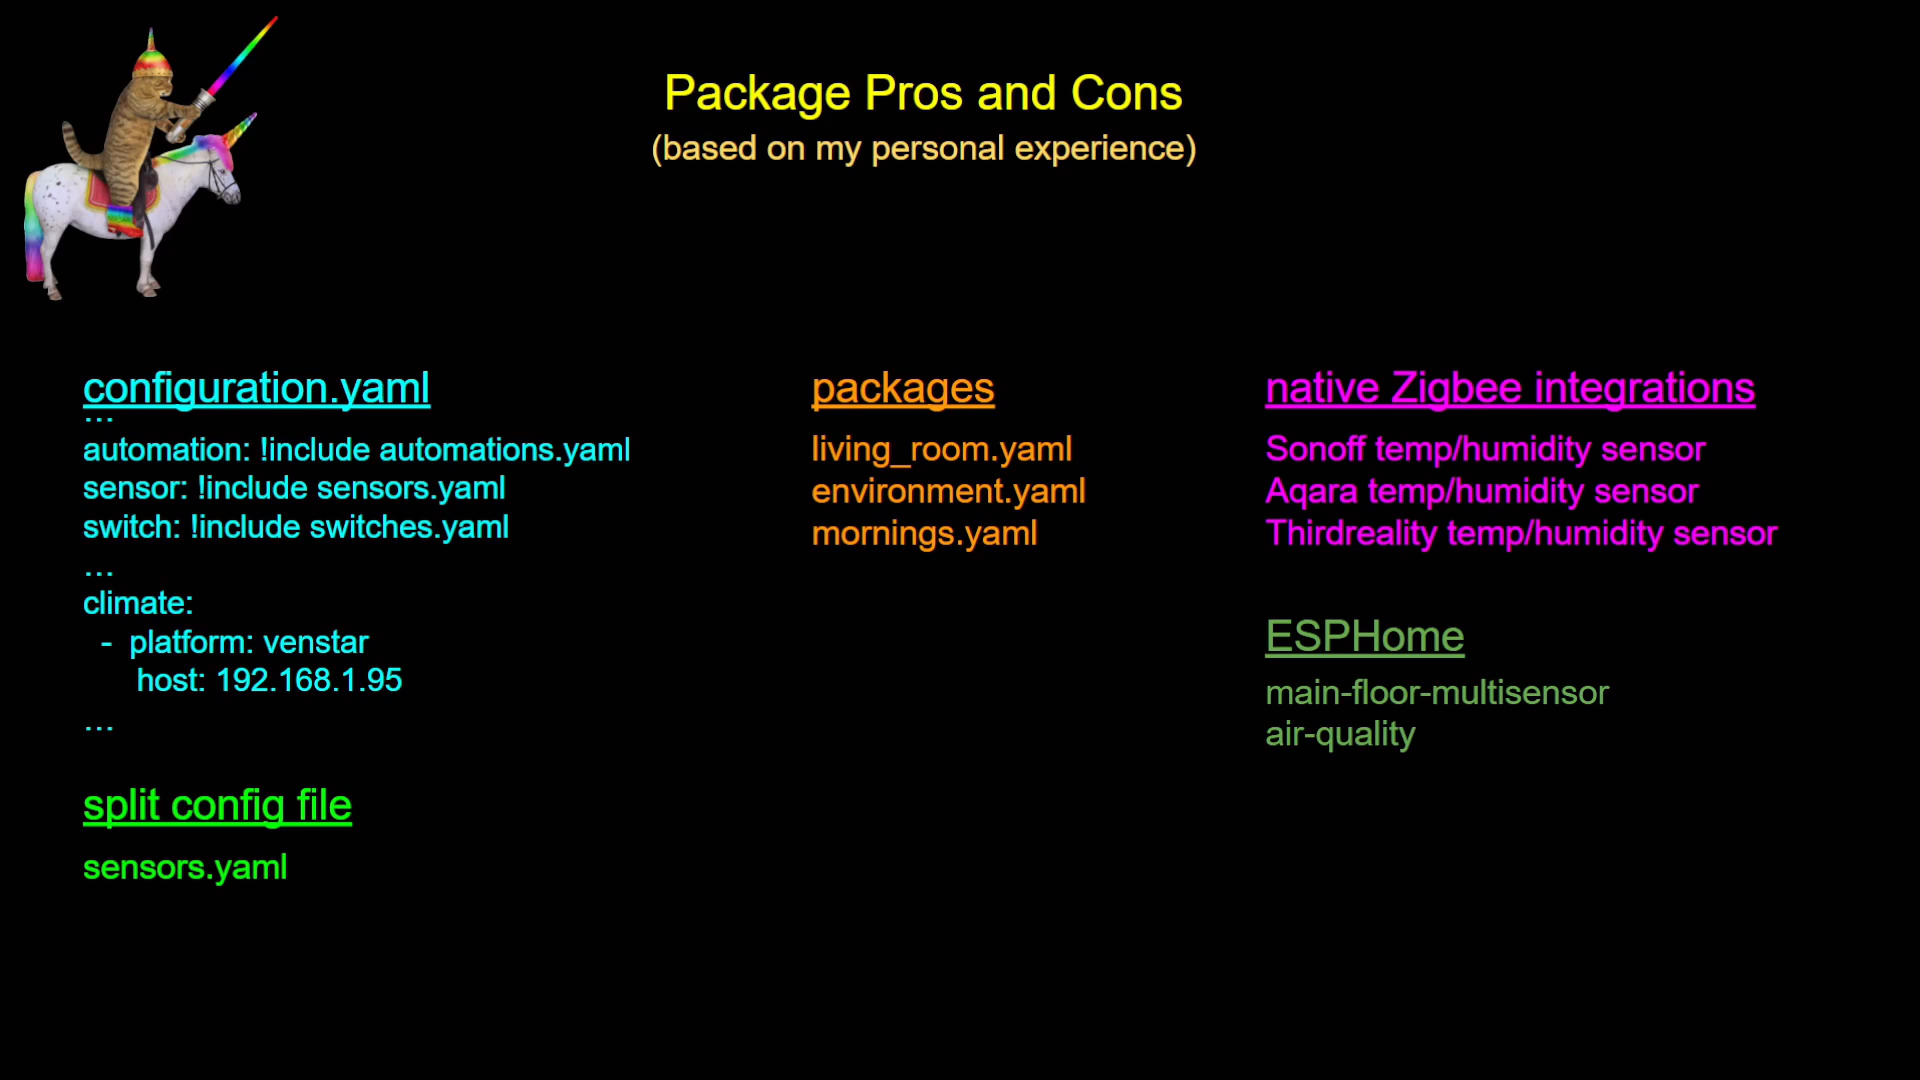 Package Pros and Cons
(based on my personal experience)
configuration.yaml
...
automation: !include automations.yaml
sensor: !include sensors.yaml
switch: !include switches.yaml
...
climate:
- platform: venstar
host: 192.168.1.95
...
split config file
sensors.yaml
packages
living_room.yaml
environment.yaml
mornings.yaml
native Zigbee integrations
Sonoff temp/humidity sensor
Aqara temp/humidity sensor
Thirdreality temp/humidity sensor
ESPHome
main-floor-multisensor
air-quality